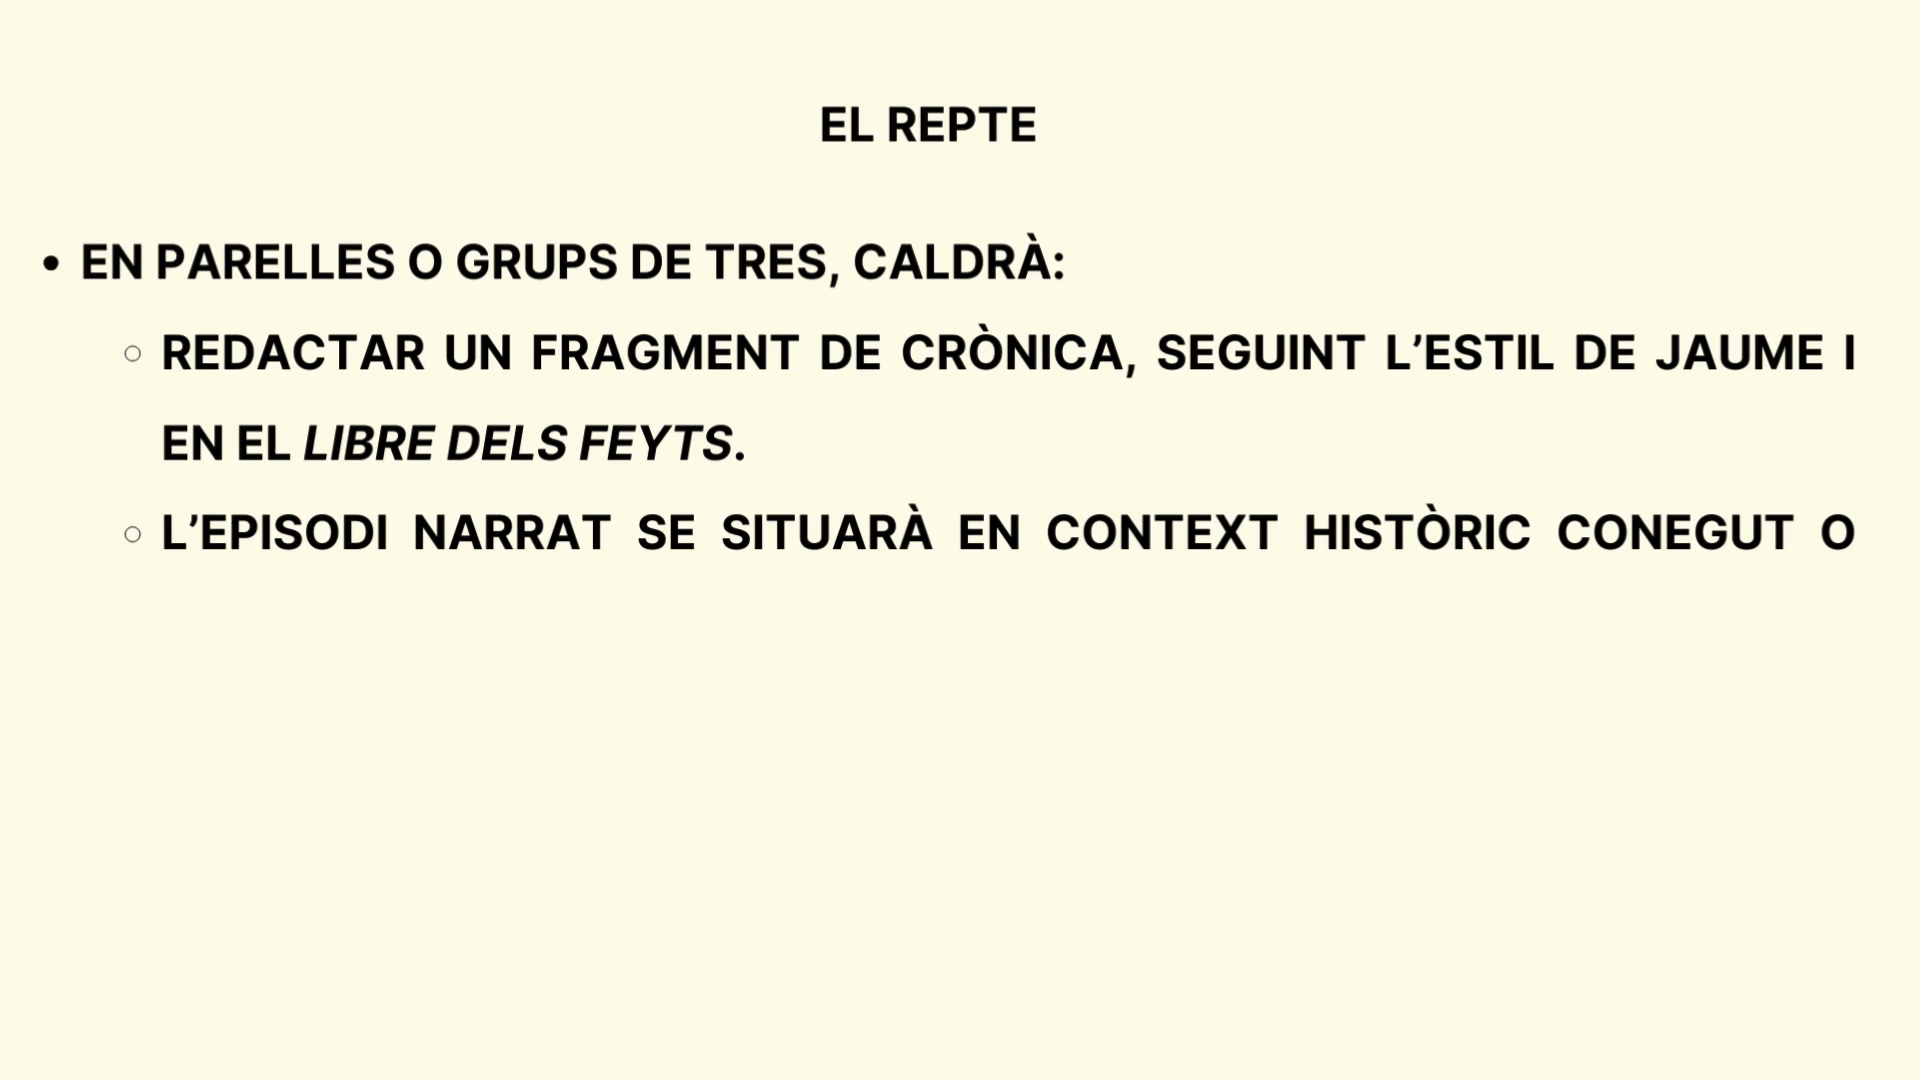 EL REPTE
• EN PARELLES O GRUPS DE TRES, CALDRÀ:
○ REDACTAR UN FRAGMENT DE CRÒNICA, SEGUINT L’ESTIL DE JAUME I
EN EL LIBRE DELS FEYTS.
○ L’EPISODI NARRAT SE SITUARÀ EN CONTEXT HISTÒRIC CONEGUT O